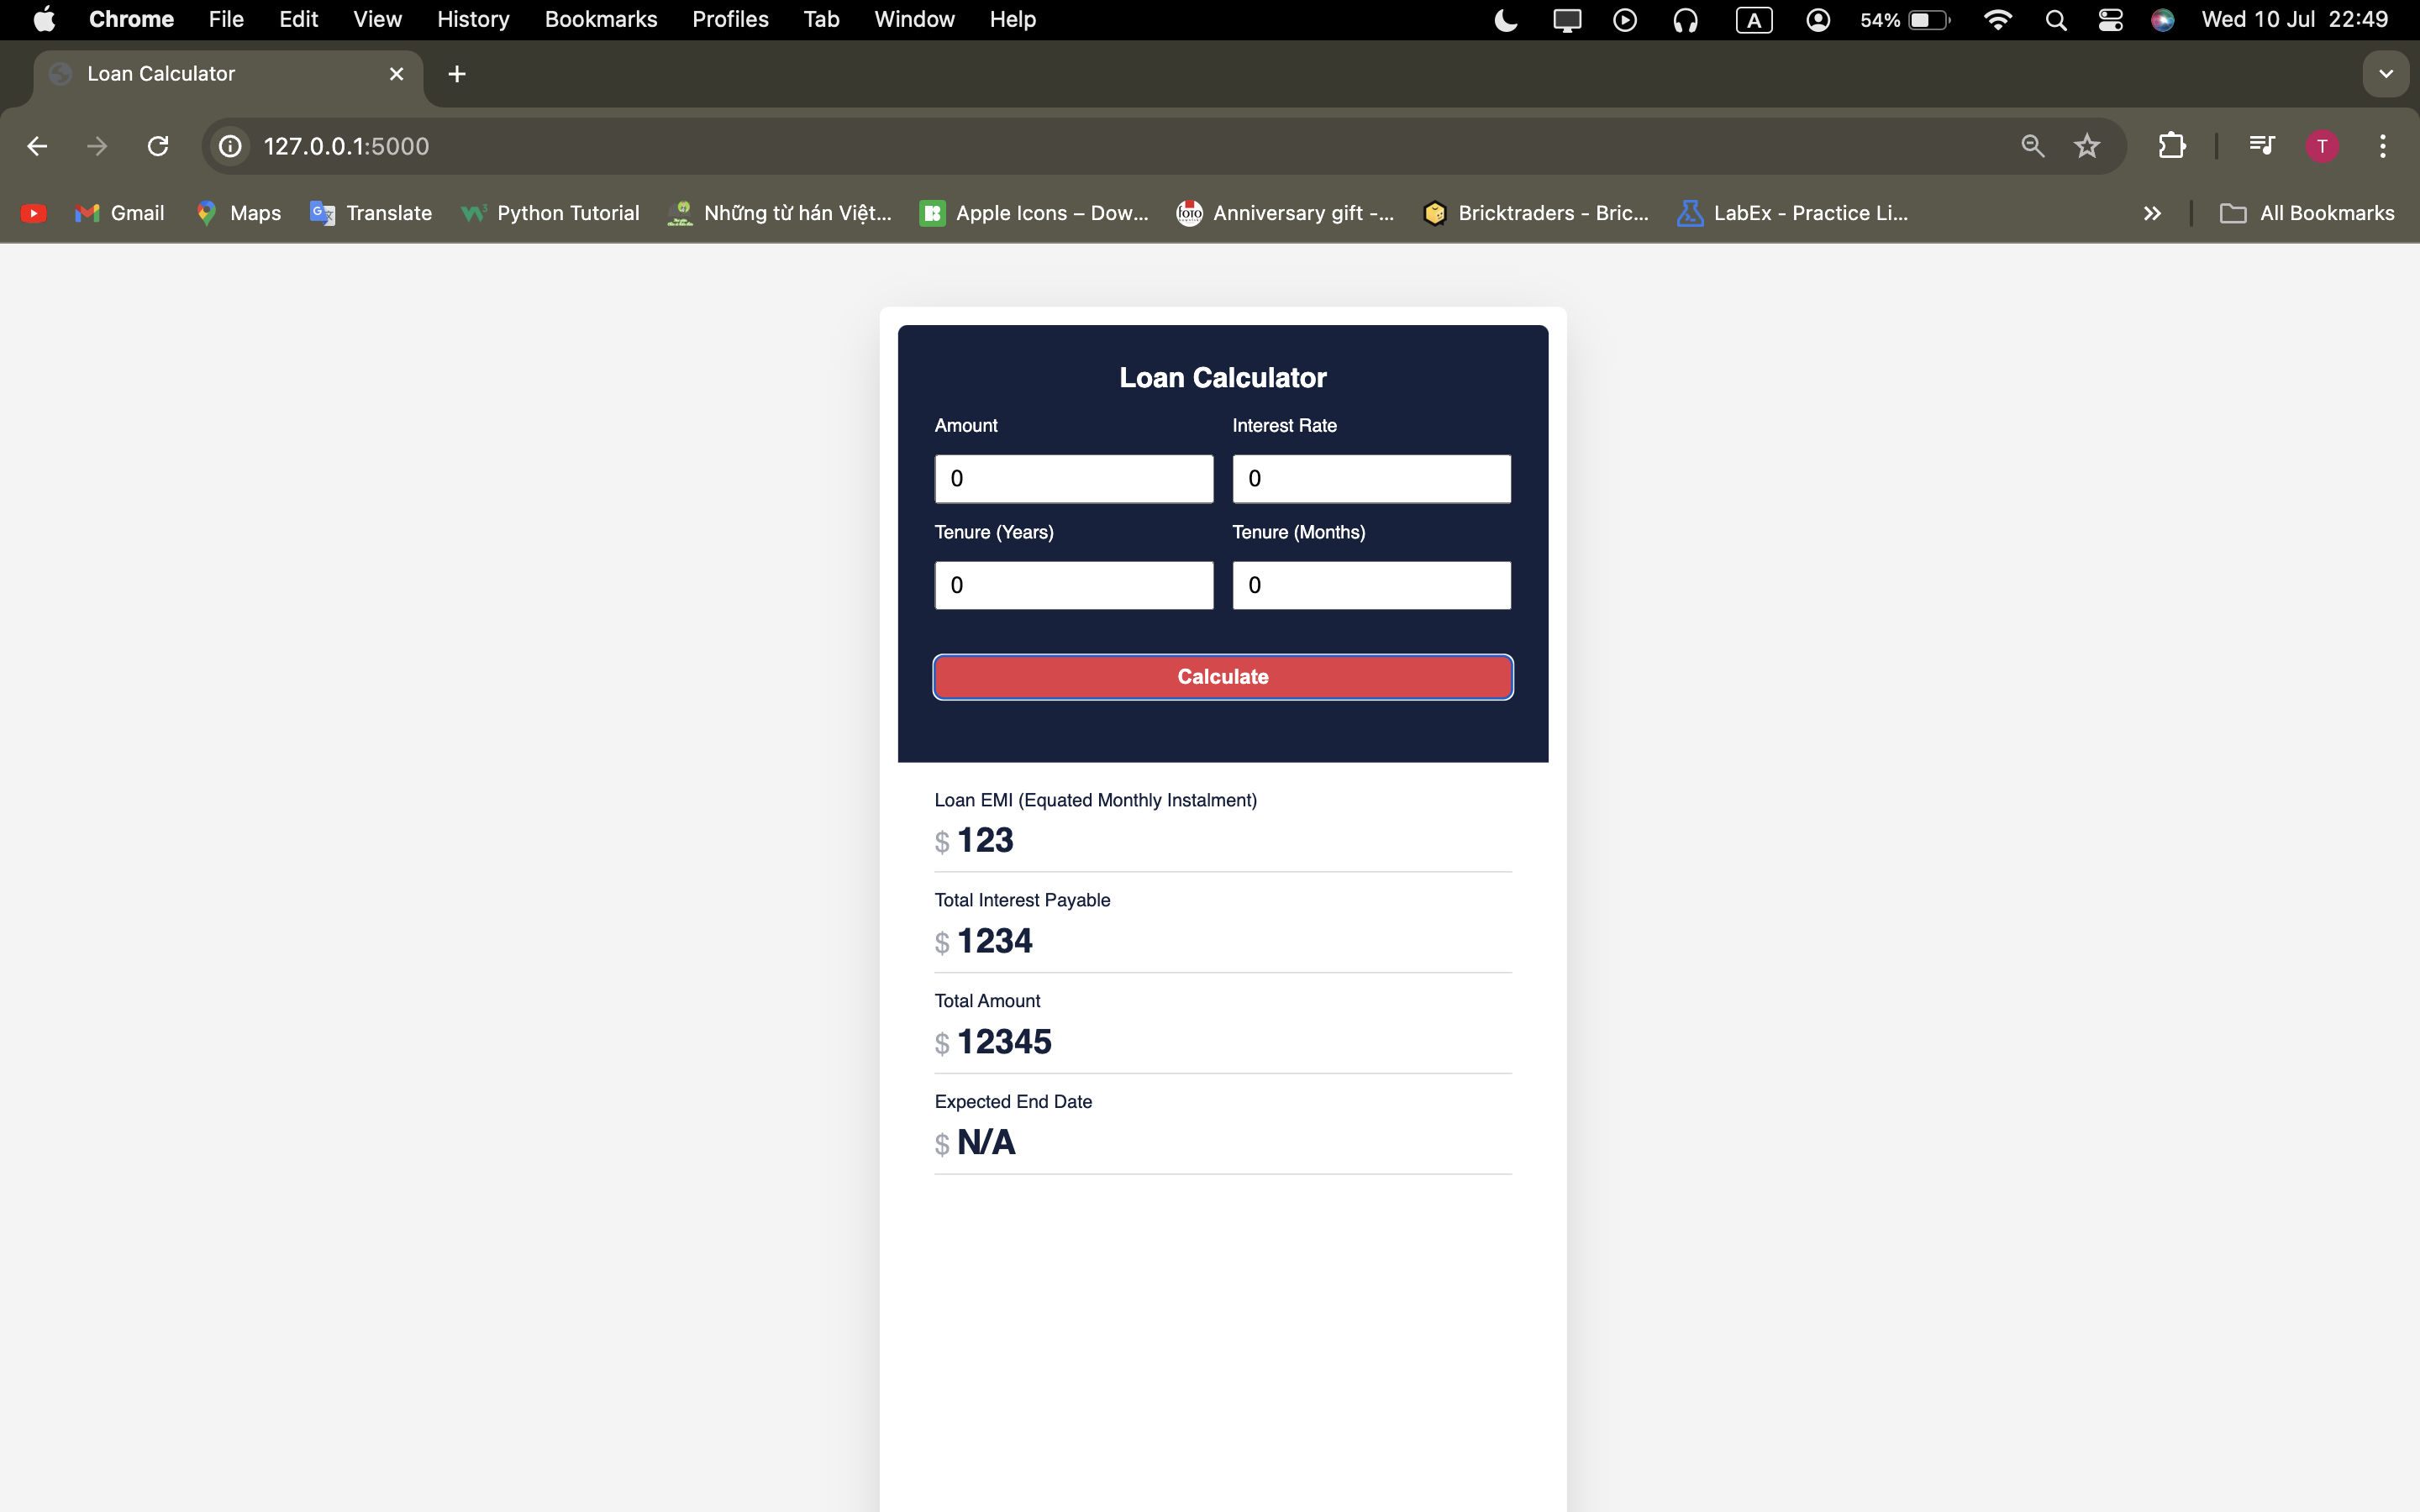 Chrome File Edit View History Bookmarks Profiles Tab Window Help A 54% Wed 10 Jul 22:49
Loan Calculator
127.0.0.1:5000 T
Gmail Maps Translate Python Tutorial Những từ hán Việt... Apple Icons – Dow... Anniversary gift -... Bricktraders - Bric... LabEx - Practice Li... All Bookmarks
Loan Calculator
Amount Interest Rate
0 0
Tenure (Years) Tenure (Months)
0 0
Calculate
Loan EMI (Equated Monthly Instalment)
$ 123
Total Interest Payable
$ 1234
Total Amount
$ 12345
Expected End Date
$ N/A